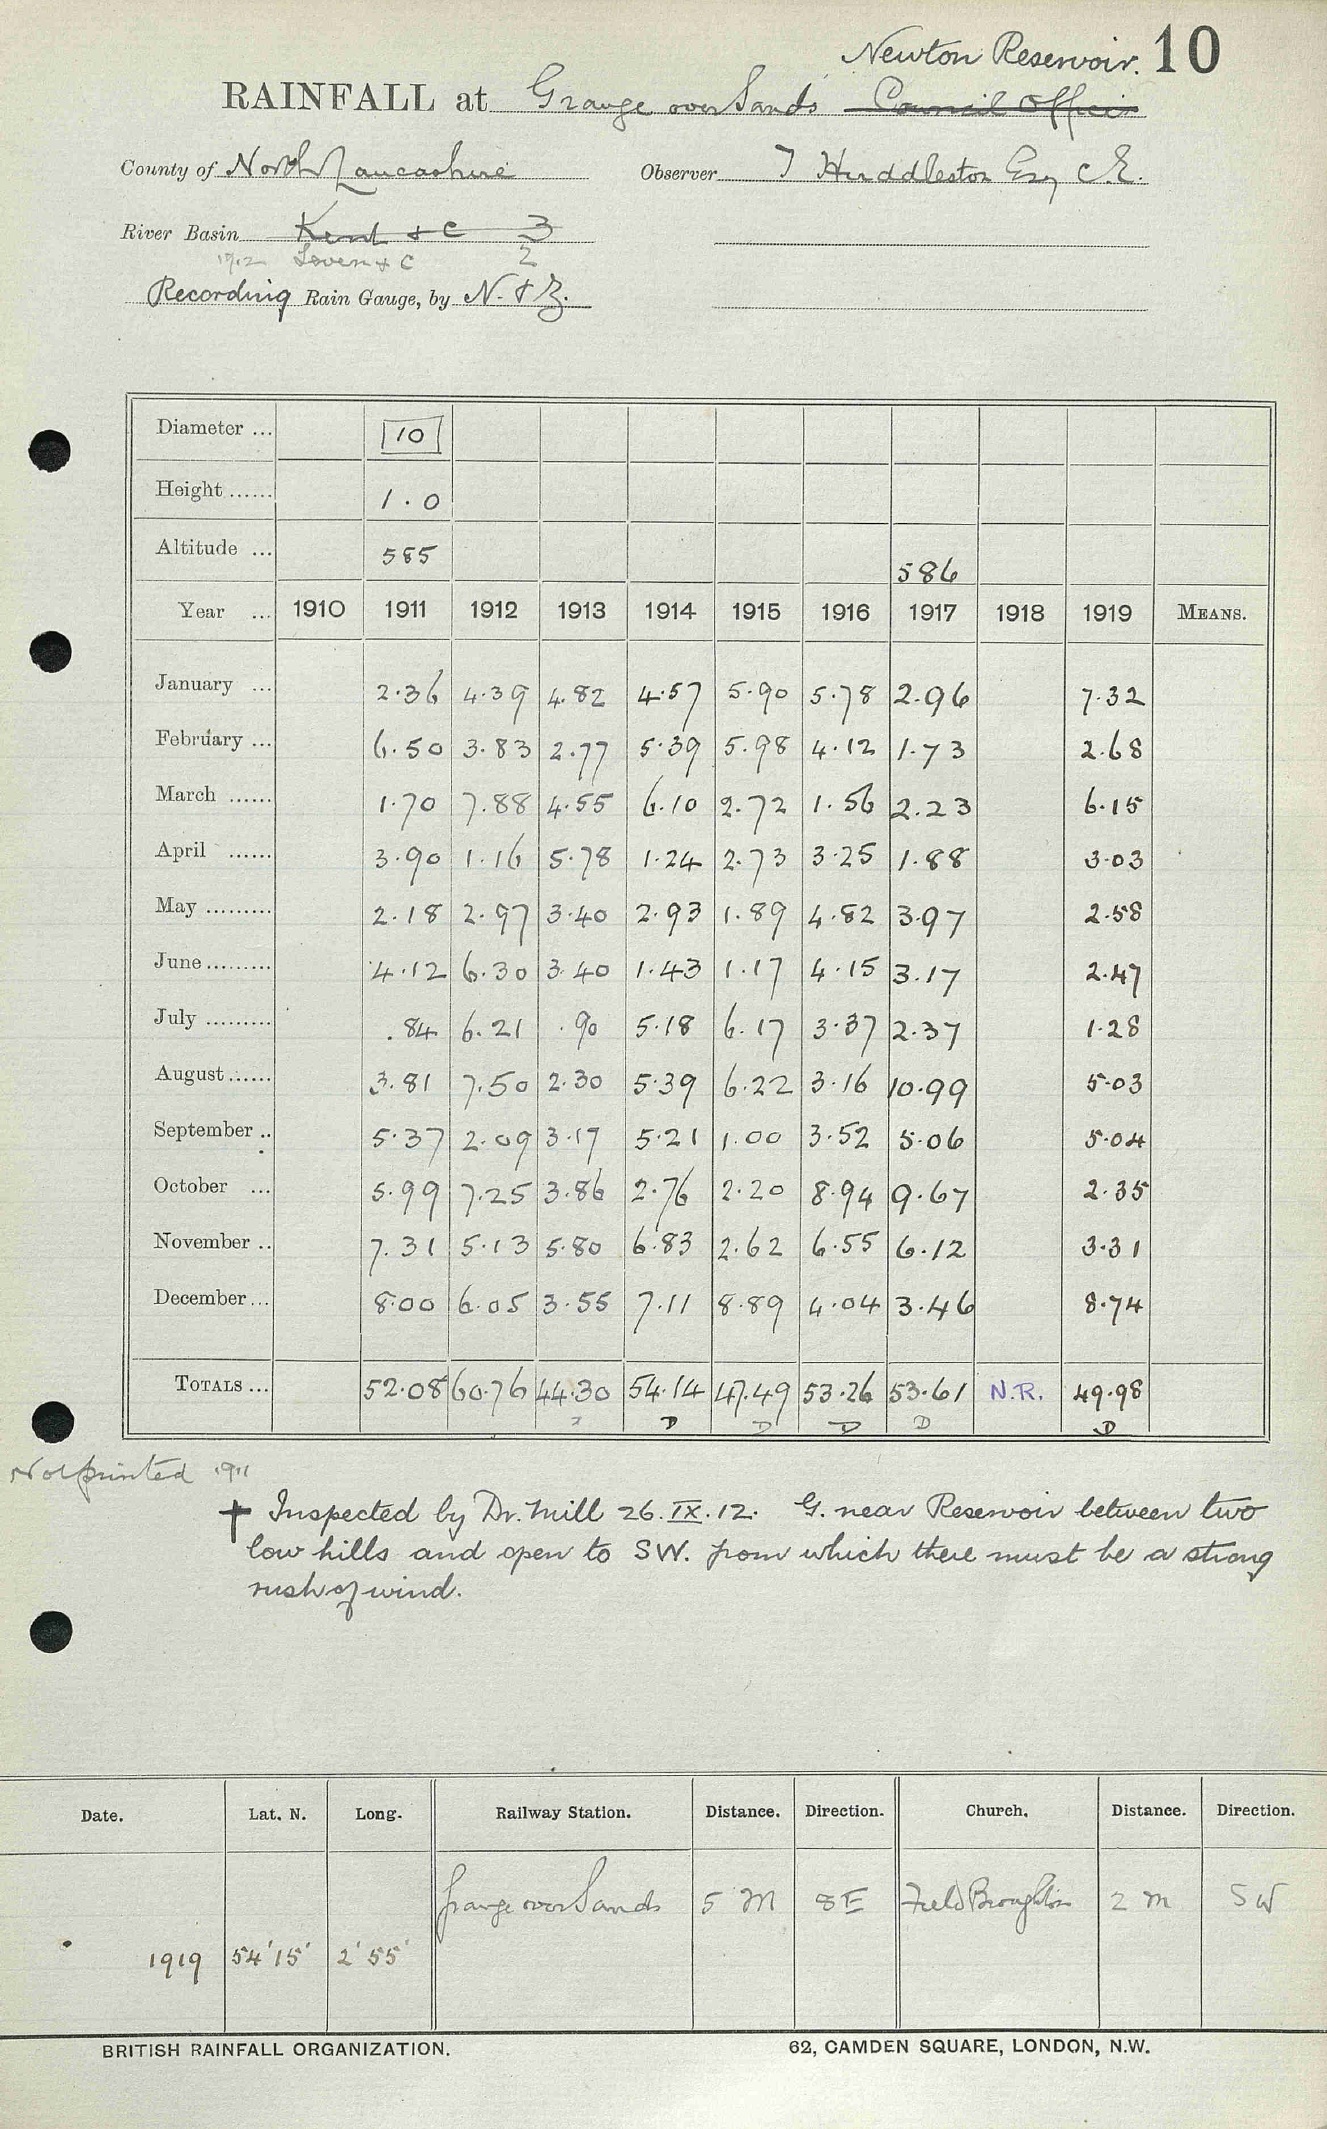 Newton Reservoir. 10
RAINFALL at Grange over Sands Council Offices
County of North Lancashire Observer T Huddleston Esq C.E.
River Basin Kent & C 3
1912 Leven & C 2
Recording Rain Gauge, by N. & Z.
Diameter ... 10
Height ...... 1.0
Altitude ... 585 586
Year ... 1910 1911 1912 1913 1914 1915 1916 1917 1918 1919 MEANS.
January ... 2.36 4.39 4.82 4.57 5.90 5.78 2.96 7.32
February ... 6.50 3.83 2.77 5.39 5.98 4.12 1.73 2.68
March ...... 1.70 7.88 4.55 6.10 2.72 1.56 2.23 6.15
April ...... 3.90 1.16 5.78 1.24 2.73 3.25 1.88 3.03
May ......... 2.18 2.97 3.40 2.93 1.89 4.82 3.97 2.58
June ......... 4.12 6.30 3.40 1.43 1.17 4.15 3.17 2.47
July ......... .84 6.21 .90 5.18 6.17 3.37 2.37 1.28
August ...... 3.81 7.50 2.30 5.39 6.22 3.16 10.99 5.03
September .. 5.37 2.09 3.17 5.21 1.00 3.52 5.06 5.04
October ... 5.99 7.25 3.86 2.76 2.20 8.94 9.67 2.35
November .. 7.31 5.13 5.80 6.83 2.62 6.55 6.12 3.31
December ... 8.00 6.05 3.55 7.11 8.89 4.04 3.46 8.74
TOTALS ... 52.08 60.76 44.30 54.14 47.49 53.26 53.61 N.R. 49.98
D D D D D
Not printed 1911
† Inspected by Dr. Mill 26.IX.12. G. near Reservoir between two
low hills and open to SW. from which there must be a strong
rush of wind.
Date. Lat. N. Long. Railway Station. Distance. Direction. Church. Distance. Direction.
Grange over Sands 5 M SE Field Broughton 2 m SW
1919 54°15' 2°55'
BRITISH RAINFALL ORGANIZATION. 62, CAMDEN SQUARE, LONDON, N.W.